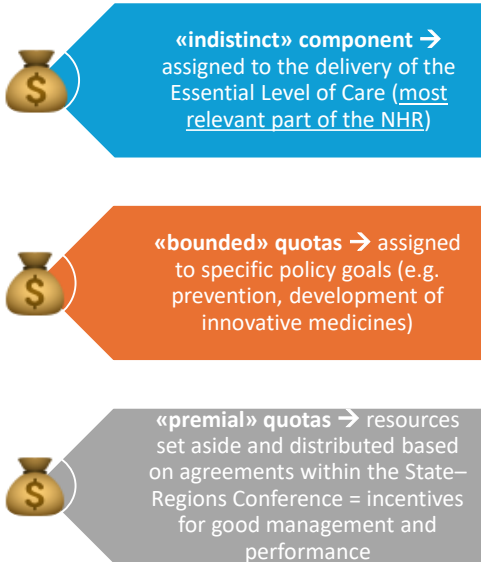 «indistinct» component →
assigned to the delivery of the
Essential Level of Care (most
relevant part of the NHR)
«bounded» quotas → assigned
to specific policy goals (e.g.
prevention, development of
innovative medicines)
«premial» quotas → resources
set aside and distributed based
on agreements within the State–
Regions Conference = incentives
for good management and
performance